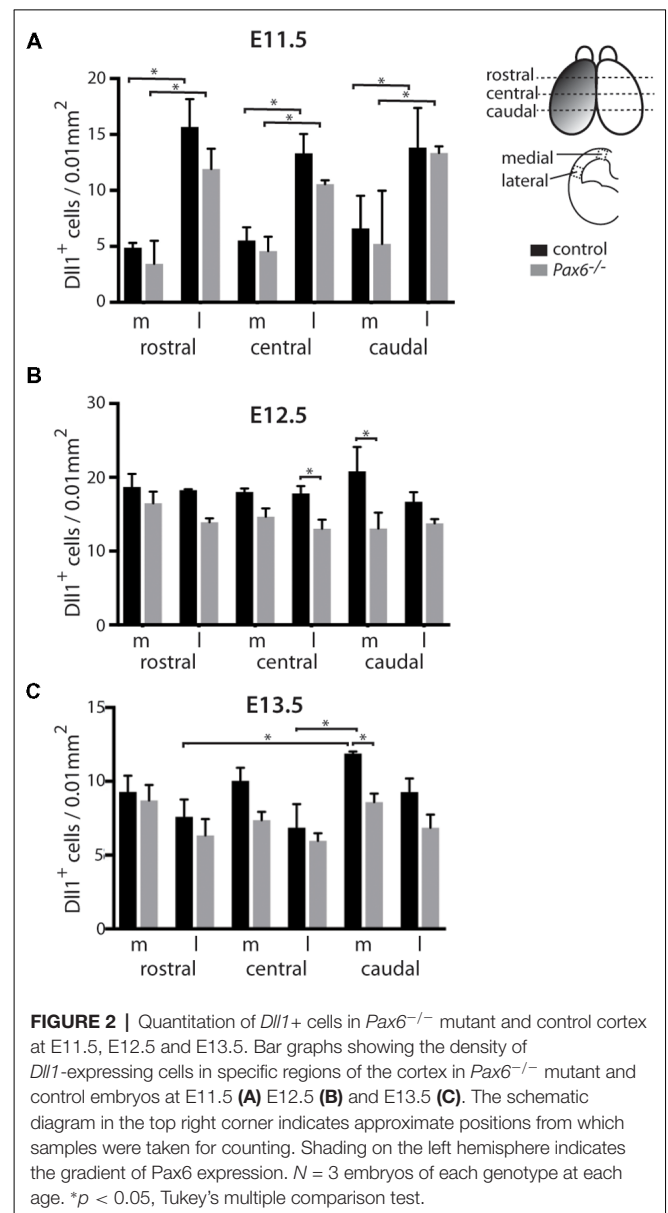 A
E11.5
Dll1+ cells / 0.01mm2
20
15
10
5
0
* * * * * *
m l m l m l
rostral central caudal
rostral
central
caudal
medial
lateral
control
Pax6-/-
B
E12.5
Dll1+ cells / 0.01mm2
30
20
10
0
* *
m l m l m l
rostral central caudal
C
E13.5
Dll1+ cells / 0.01mm2
15
10
5
0
* * *
m l m l m l
rostral central caudal
FIGURE 2 | Quantitation of Dll1+ cells in Pax6−/− mutant and control cortex
at E11.5, E12.5 and E13.5. Bar graphs showing the density of
Dll1-expressing cells in specific regions of the cortex in Pax6−/− mutant and
control embryos at E11.5 (A) E12.5 (B) and E13.5 (C). The schematic
diagram in the top right corner indicates approximate positions from which
samples were taken for counting. Shading on the left hemisphere indicates
the gradient of Pax6 expression. N = 3 embryos of each genotype at each
age. *p < 0.05, Tukey's multiple comparison test.